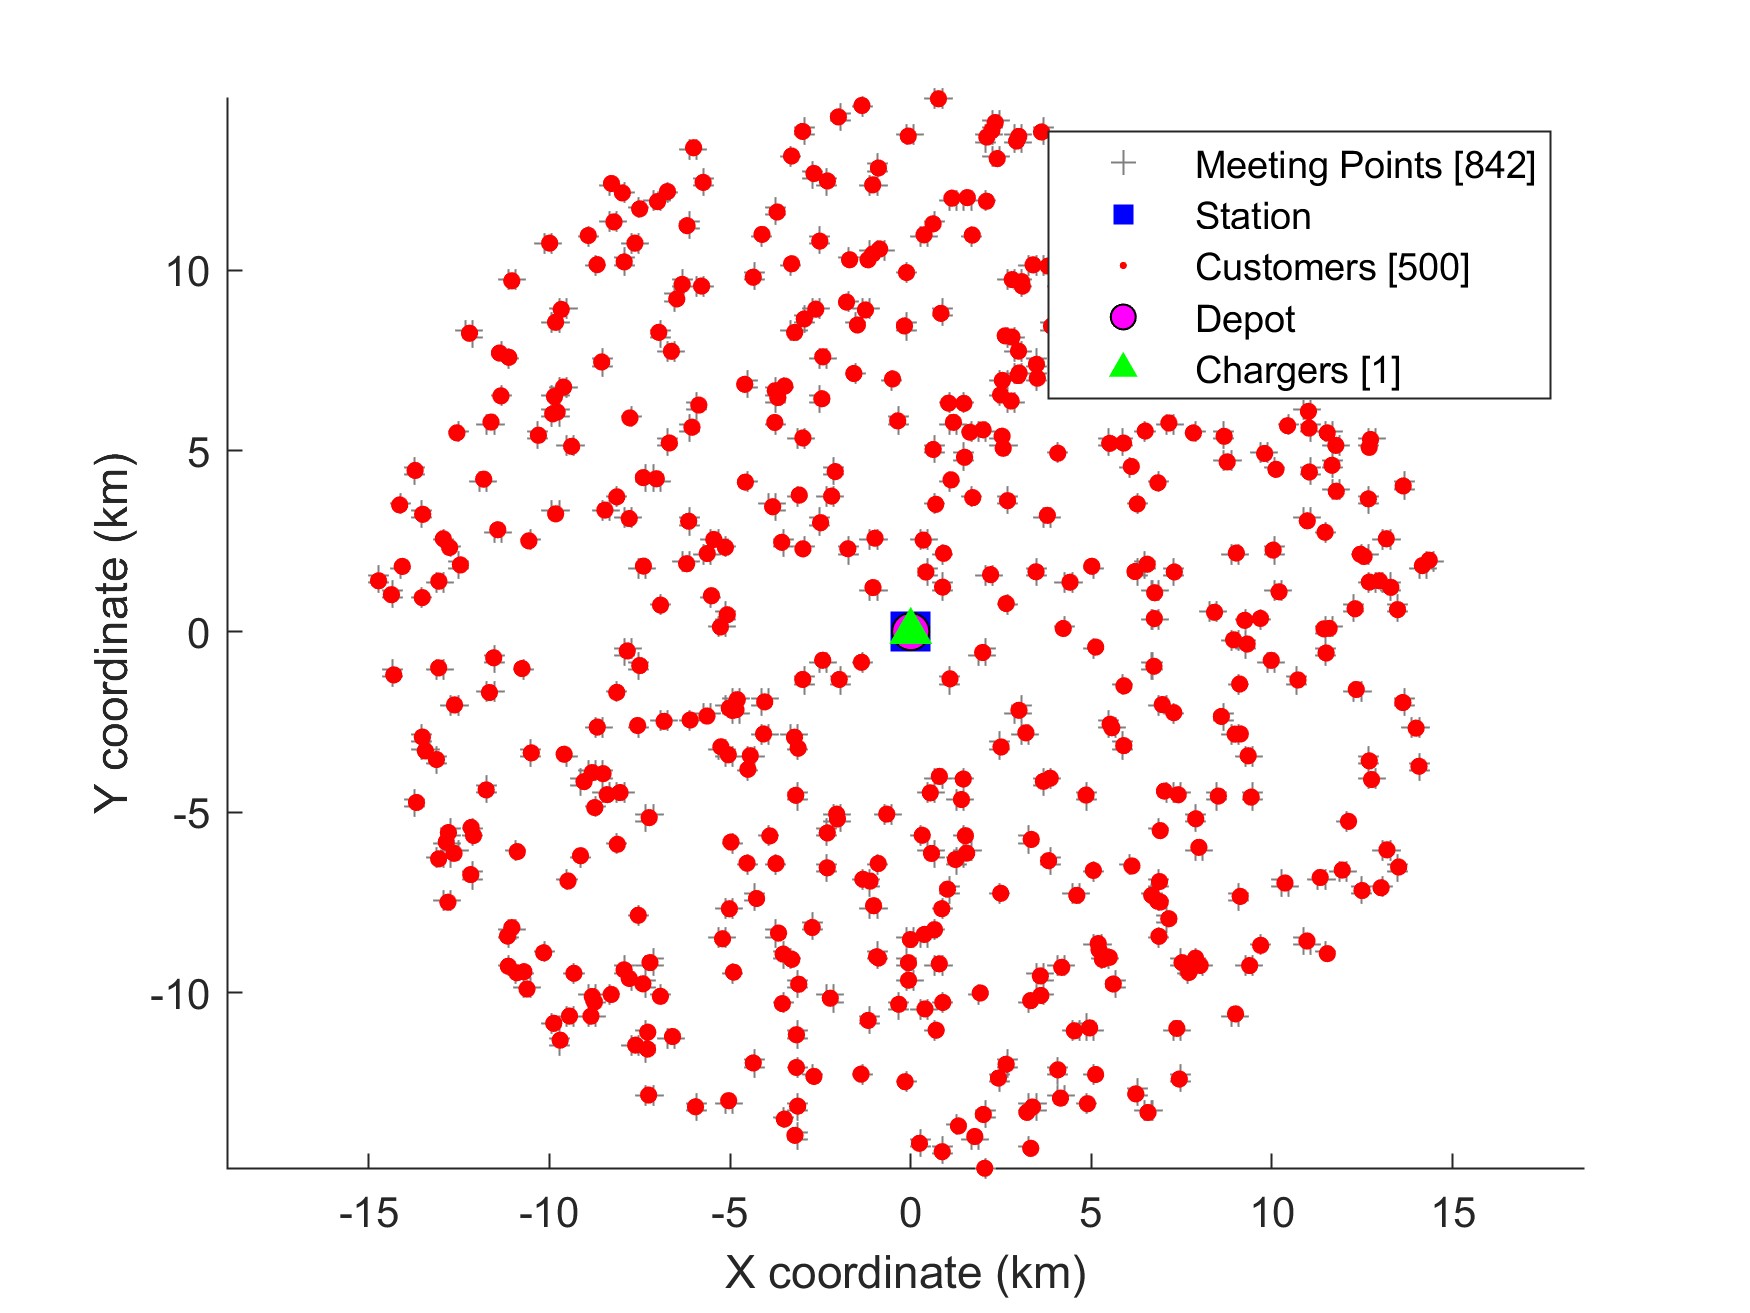 Meeting Points [842]
Station
Customers [500]
Depot
Chargers [1]
10
5
0
-5
-10
Y coordinate (km)
-15 -10 -5 0 5 10 15
X coordinate (km)